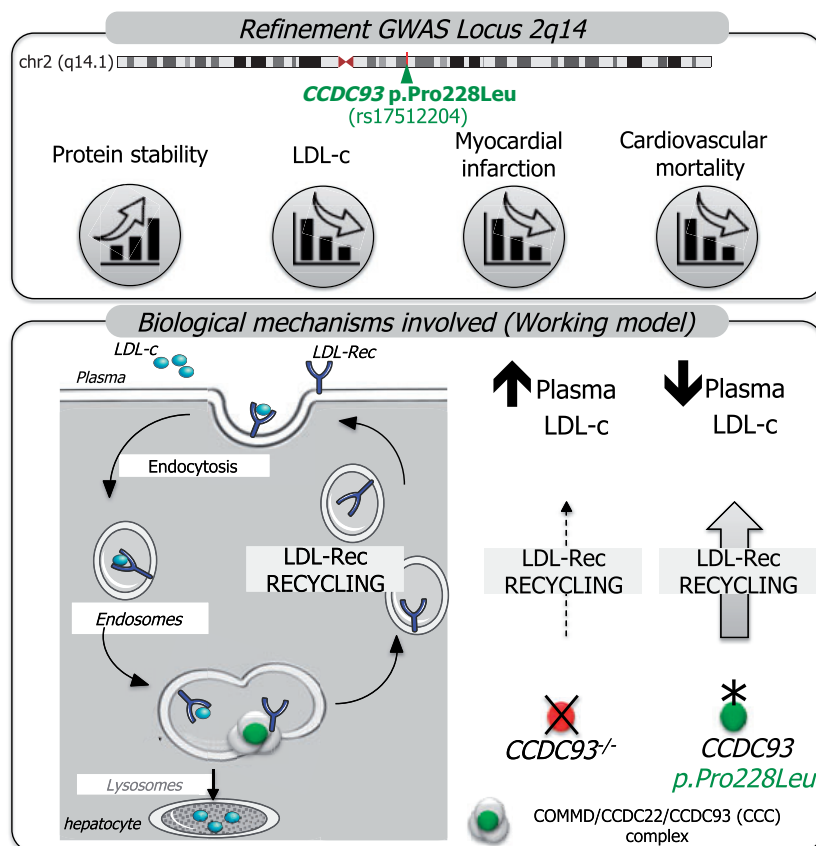 Refinement GWAS Locus 2q14
chr2 (q14.1)
CCDC93 p.Pro228Leu
(rs17512204)
Protein stability
LDL-c
Myocardial
infarction
Cardiovascular
mortality
Biological mechanisms involved (Working model)
LDL-c
LDL-Rec
Plasma
Endocytosis
LDL-Rec
RECYCLING
Endosomes
Lysosomes
hepatocyte
Plasma
LDL-c
Plasma
LDL-c
LDL-Rec
RECYCLING
LDL-Rec
RECYCLING
CCDC93-/-
*
CCDC93
p.Pro228Leu
COMMD/CCDC22/CCDC93 (CCC)
complex